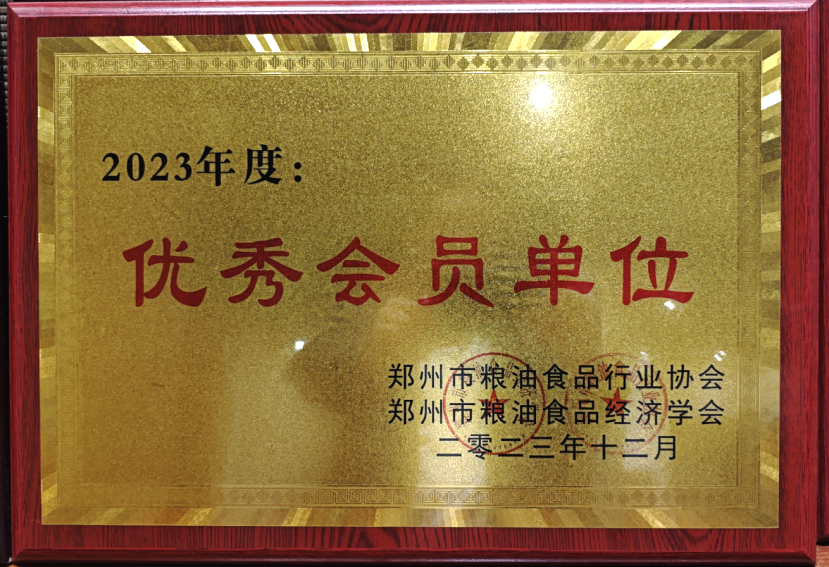 2023年度：
优秀会员单位
郑州市粮油食品行业协会
郑州市粮油食品经济学会
二零二三年十二月